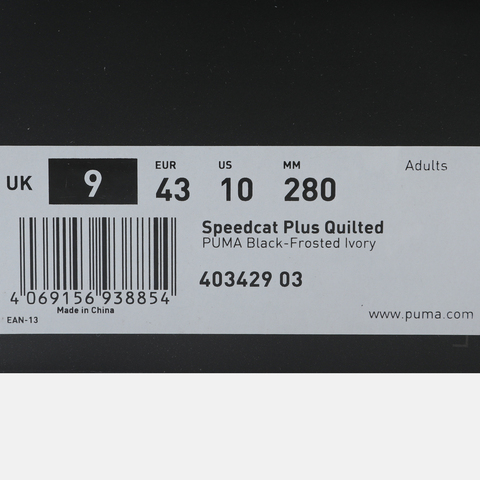 UK 9 EUR 43 US 10 MM 280 Adults
Speedcat Plus Quilted
PUMA Black-Frosted Ivory
403429 03
4 069156 938854
Made in China
EAN-13
www.puma.com